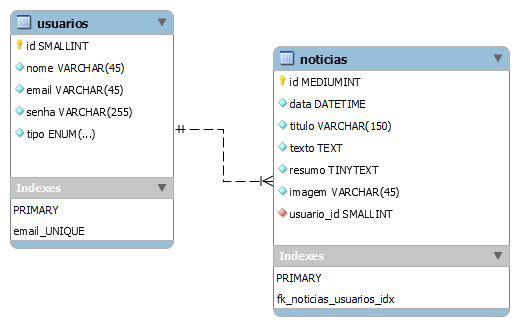 usuarios
id SMALLINT
nome VARCHAR(45)
email VARCHAR(45)
senha VARCHAR(255)
tipo ENUM(...)
Indexes
PRIMARY
email_UNIQUE
noticias
id MEDIUMINT
data DATETIME
titulo VARCHAR(150)
texto TEXT
resumo TINYTEXT
imagem VARCHAR(45)
usuario_id SMALLINT
Indexes
PRIMARY
fk_noticias_usuarios_idx